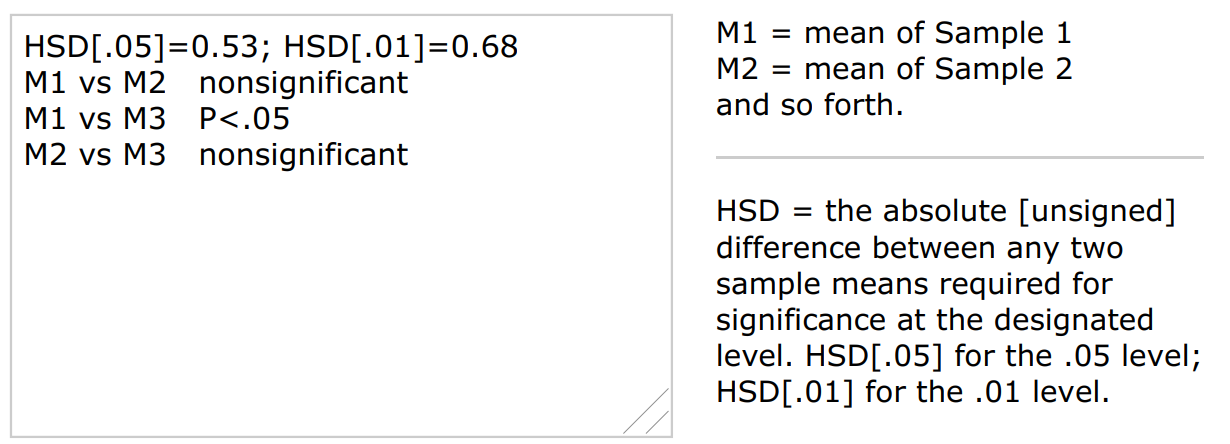 HSD[.05]=0.53; HSD[.01]=0.68
M1 vs M2   nonsignificant
M1 vs M3   P<.05
M2 vs M3   nonsignificant
M1 = mean of Sample 1
M2 = mean of Sample 2
and so forth.
HSD = the absolute [unsigned]
difference between any two
sample means required for
significance at the designated
level. HSD[.05] for the .05 level;
HSD[.01] for the .01 level.